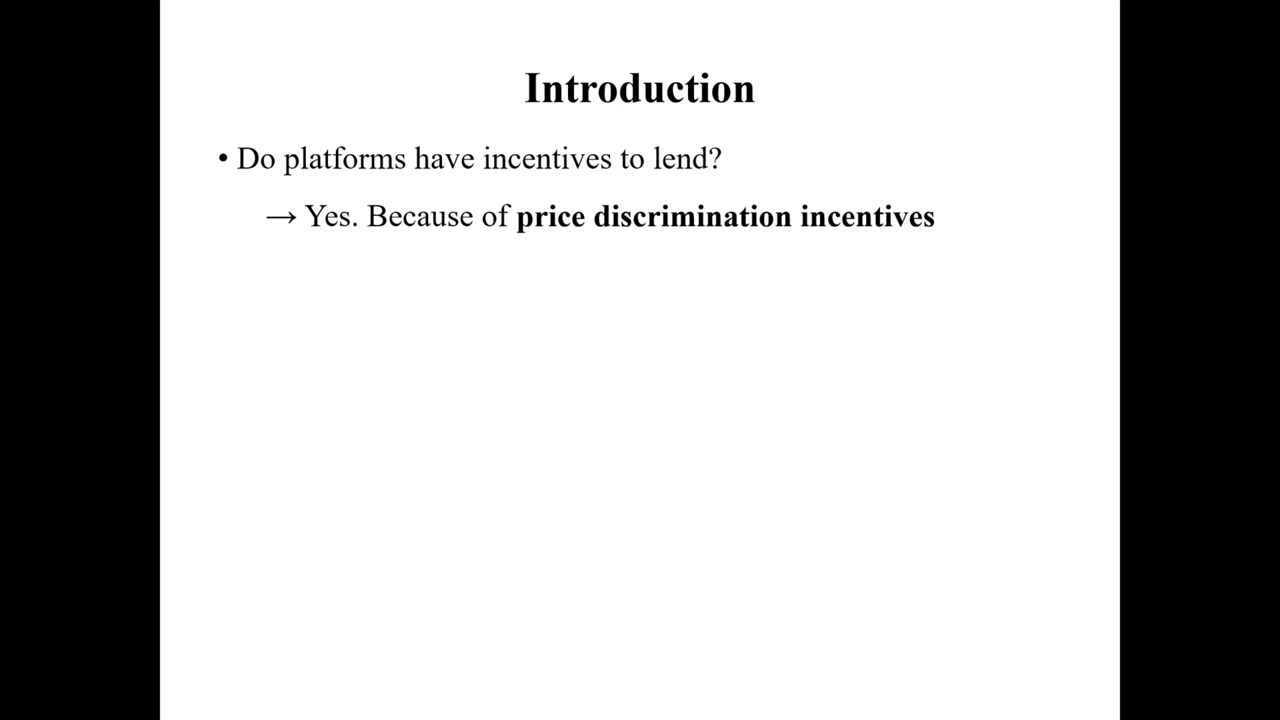 Introduction
• Do platforms have incentives to lend?
→ Yes. Because of price discrimination incentives